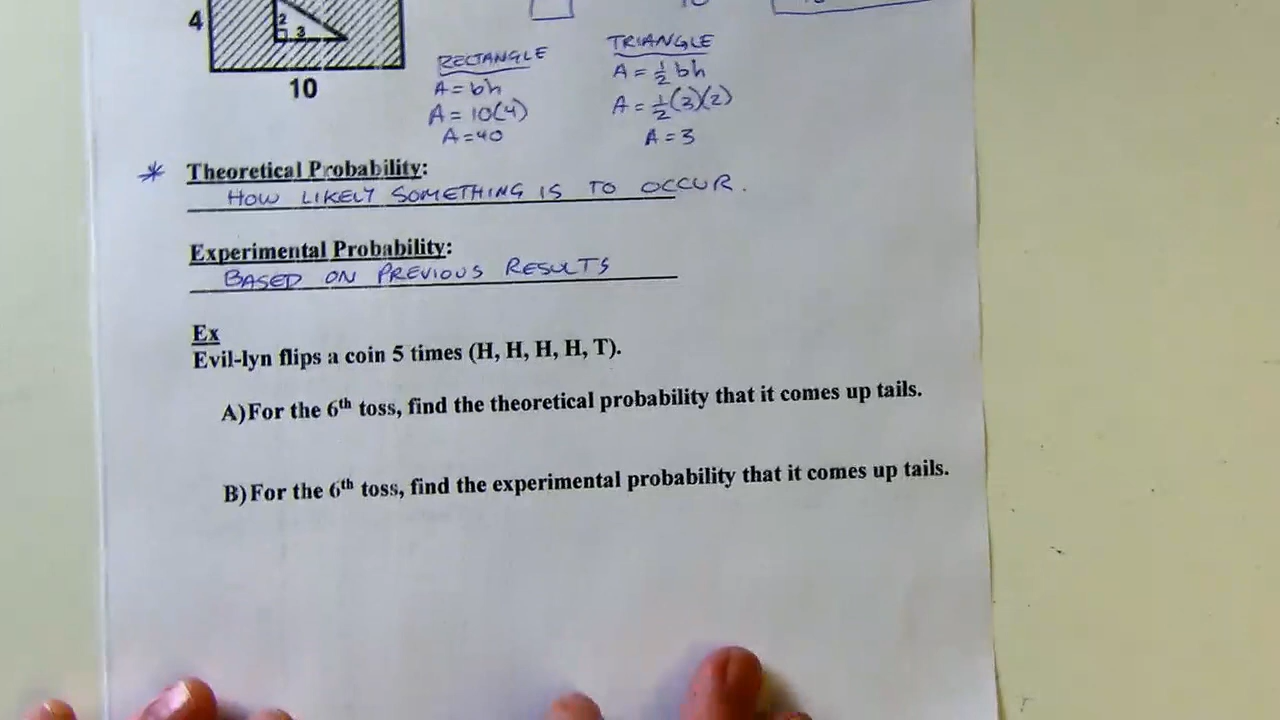 4
2
3
10
RECTANGLE
A = bh
A = 10(4)
A = 40
TRIANGLE
A = 1/2 bh
A = 1/2 (3)(2)
A = 3
* Theoretical Probability:
HOW LIKELY SOMETHING IS TO OCCUR.
Experimental Probability:
BASED ON PREVIOUS RESULTS
Ex
Evil-lyn flips a coin 5 times (H, H, H, H, T).
A) For the 6th toss, find the theoretical probability that it comes up tails.
B) For the 6th toss, find the experimental probability that it comes up tails.